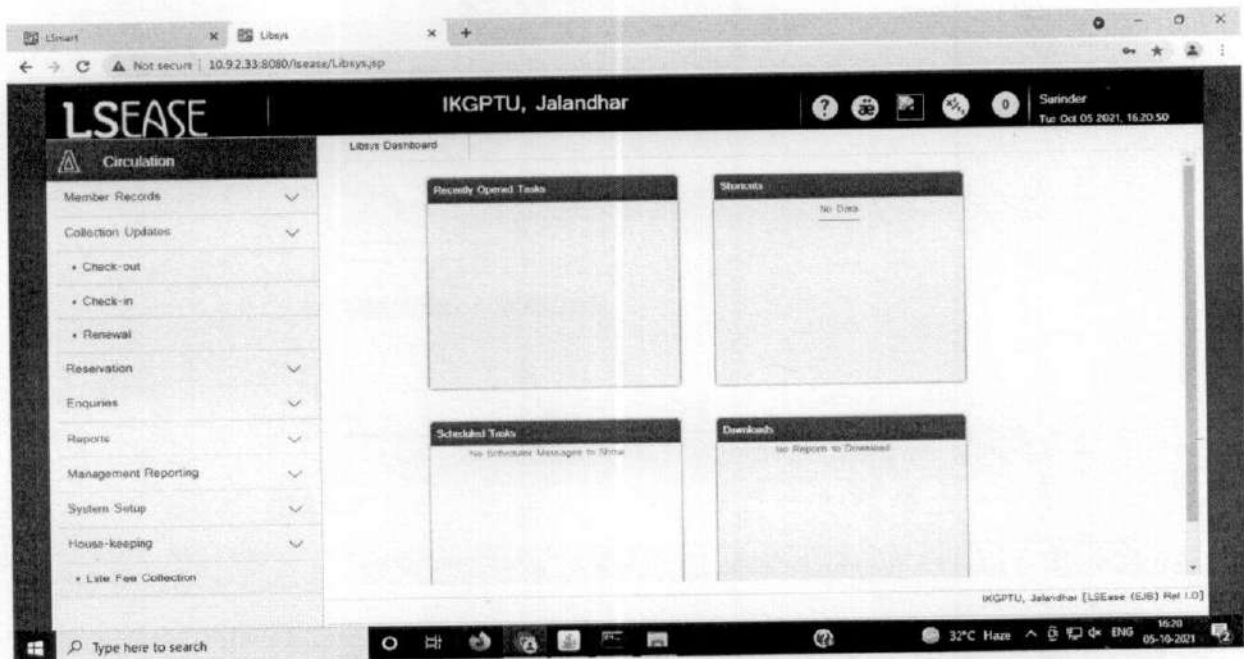 LSmart
Libsys
Not secure | 10.9.2.33:8080/lsease/Libsys.jsp
LSEASE
IKGPTU, Jalandhar
0
Surinder
Tue Oct 05 2021, 16:20:50
Circulation
Libsys Dashboard
Member Records
Collection Updates
• Check-out
• Check-in
• Renewal
Reservation
Enquiries
Reports
Management Reporting
System Setup
House-keeping
• Late Fee Collection
Recently Opened Tasks
Shortcuts
No Data
Scheduled Tasks
No Scheduler Messages to Show
Downloads
No Reports to Download
IKGPTU, Jalandhar [LSEase (EJB) Rel 1.0]
Type here to search
32°C Haze
ENG
16:20
05-10-2021
2